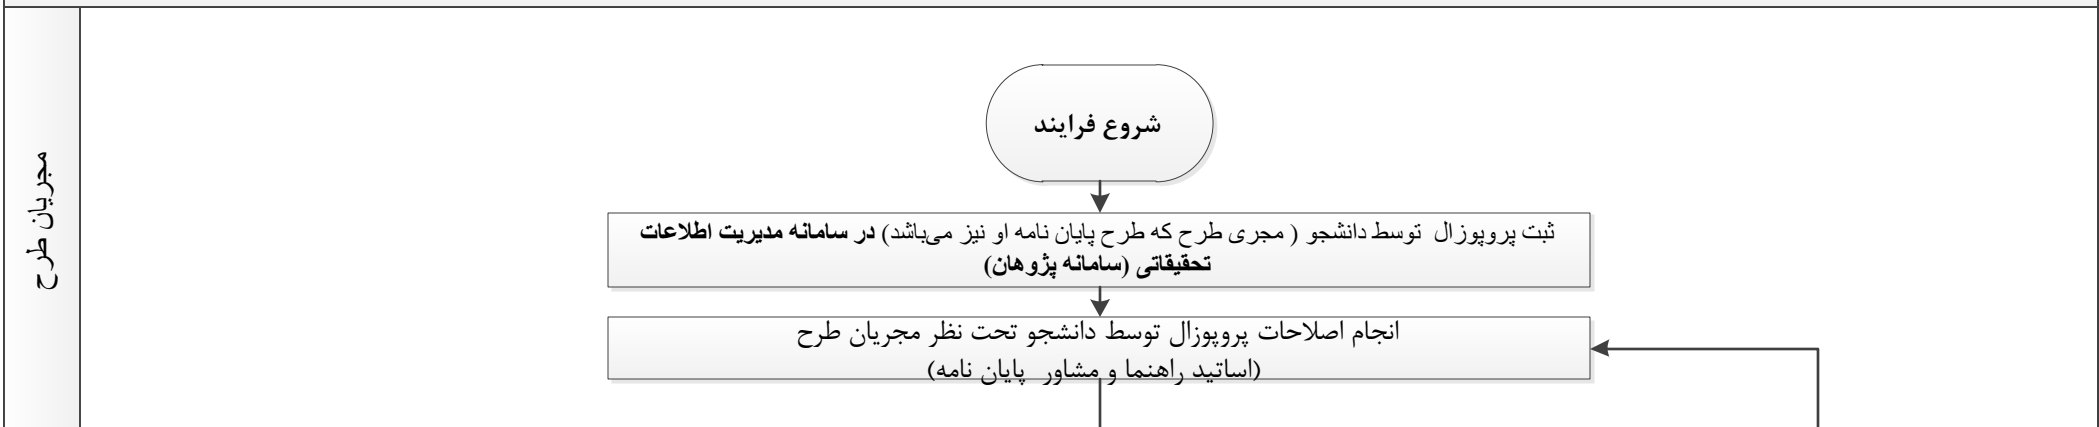 مجریان طرح
شروع فرایند
ثبت پروپوزال توسط دانشجو ( مجری طرح که طرح پایان نامه او نیز می‌باشد) در سامانه مدیریت اطلاعات
تحقیقاتی (سامانه پژوهان)
انجام اصلاحات پروپوزال توسط دانشجو تحت نظر مجریان طرح
(اساتید راهنما و مشاور پایان نامه)